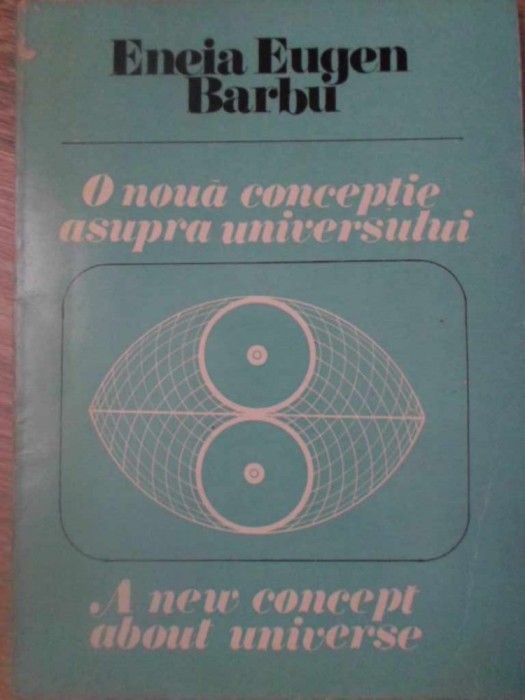 Eneia Eugen
Barbu
O nouă concepție
asupra universului
A new concept
about universe